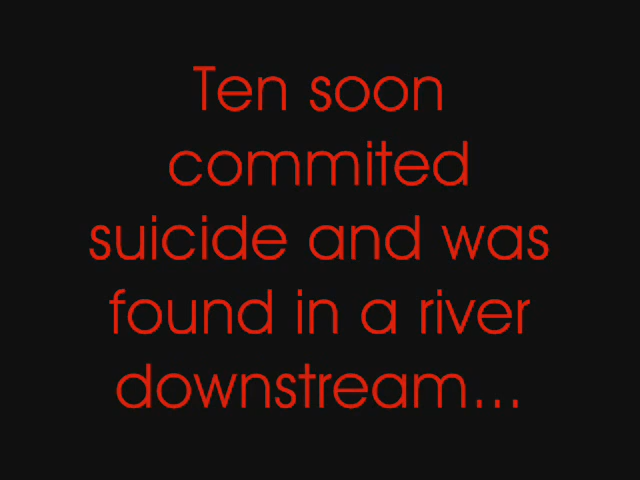 Ten soon
commited
suicide and was
found in a river
downstream...